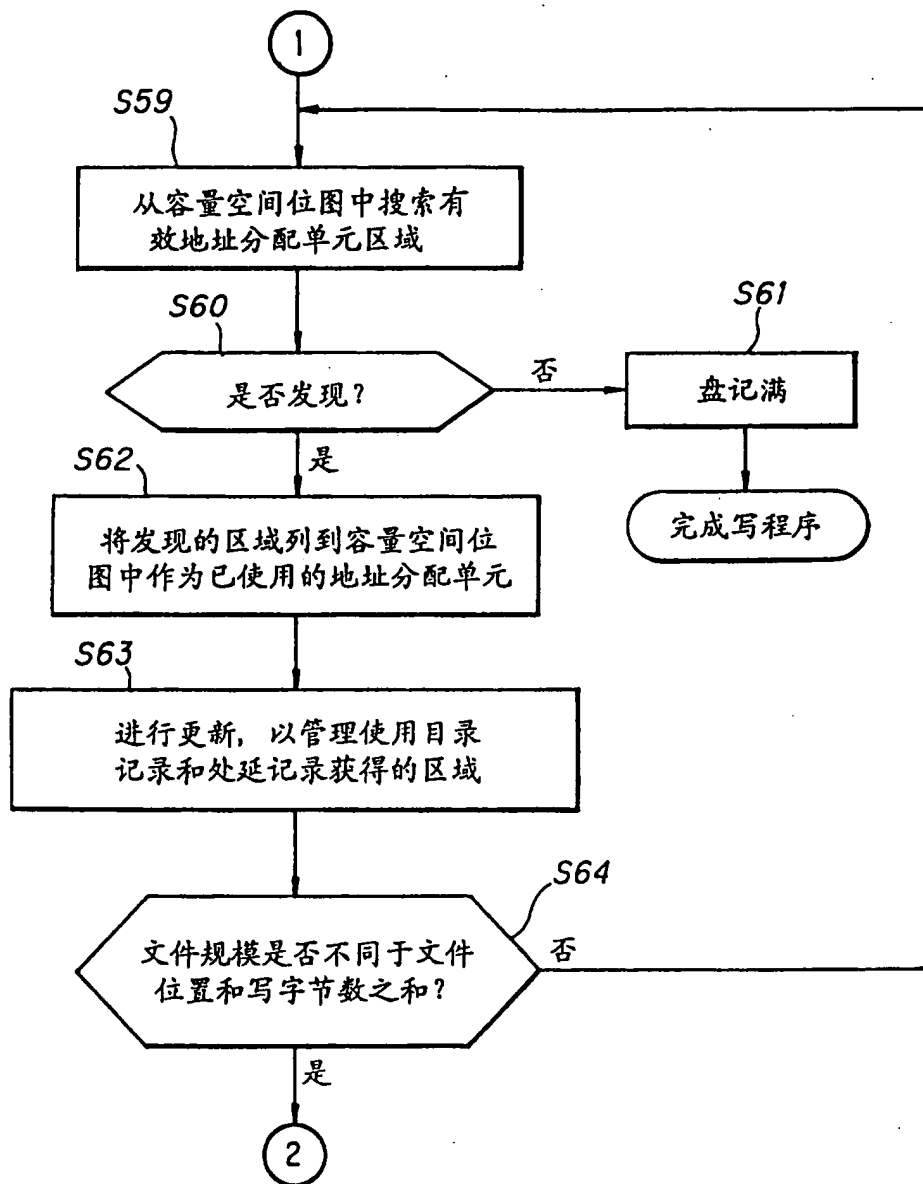 1
S59
从容量空间位图中搜索有
效地址分配单元区域
S60
是否发现？
否
S61
盘记满
是
完成写程序
S62
将发现的区域列到容量空间位
图中作为已使用的地址分配单元
S63
进行更新，以管理使用目录
记录和处延记录获得的区域
S64
文件规模是否不同于文件
位置和写字节数之和？
否
是
2